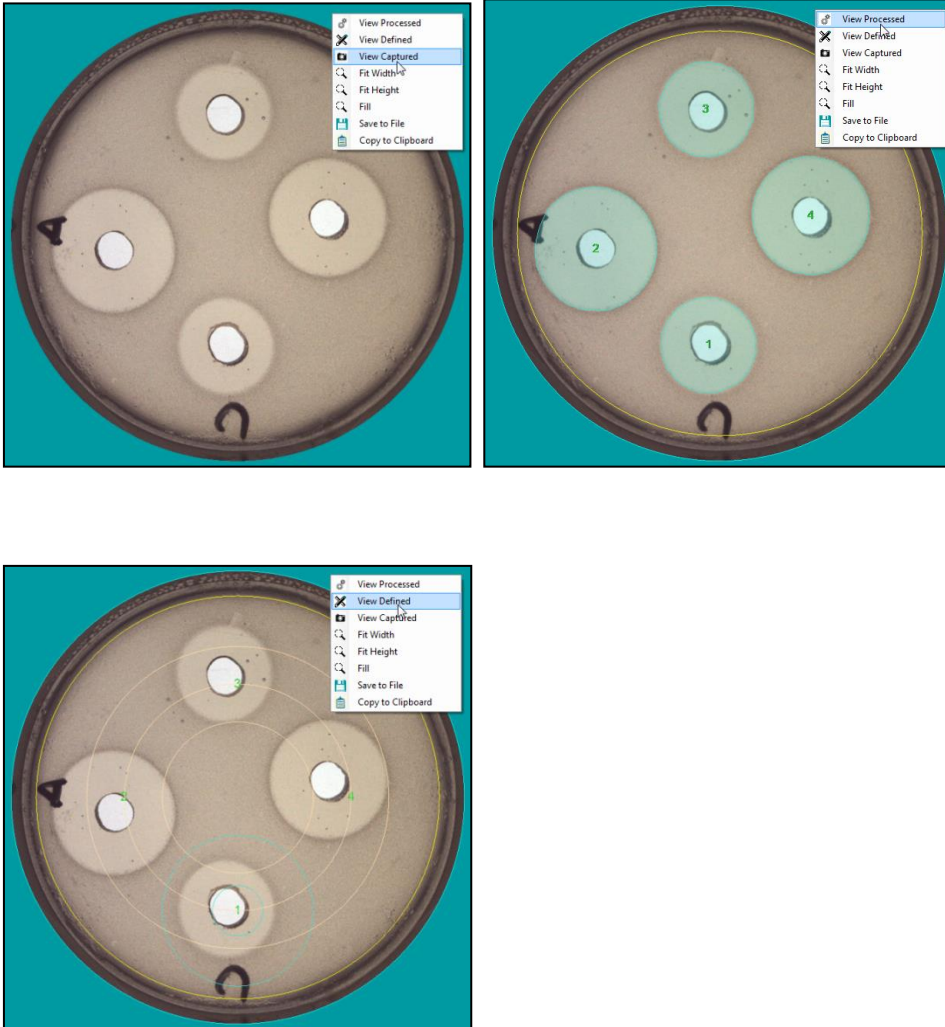 View Processed
View Defined
View Captured
Fit Width
Fit Height
Fill
Save to File
Copy to Clipboard
3
4
2
1
View Processed
View Defined
View Captured
Fit Width
Fit Height
Fill
Save to File
Copy to Clipboard
View Processed
View Defined
View Captured
Fit Width
Fit Height
Fill
Save to File
Copy to Clipboard
3
2
4
1